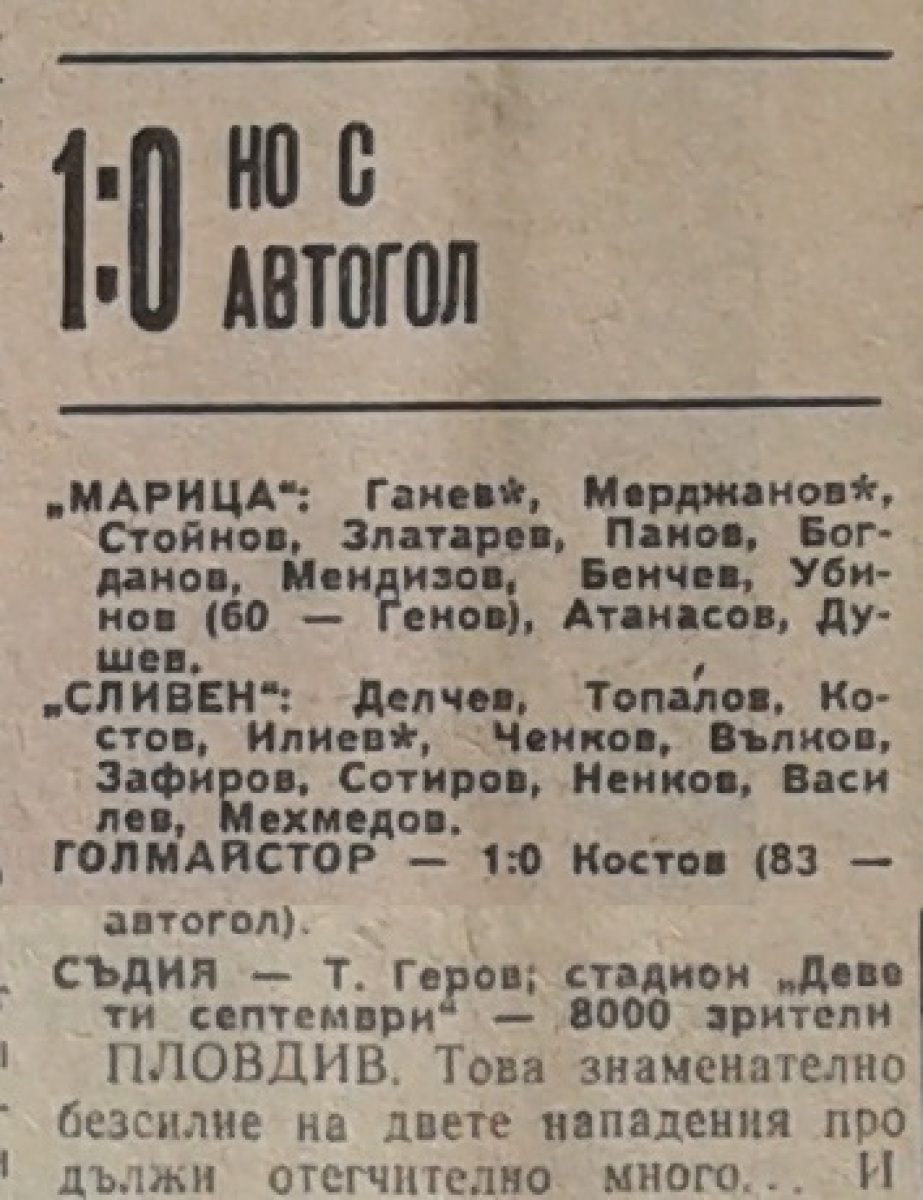 1:0 НО С
АВТОГОЛ
„МАРИЦА“: Ганев*, Мерджанов*,
Стойнов, Златарев, Панов, Бог-
данов, Мендизов, Бенчев, Уби-
нов (60 — Генов), Атанасов, Ду-
шев.
„СЛИВЕН“: Делчев, Топалов, Ко-
стов, Илиев*, Ченков, Вълков,
Зафиров, Сотиров, Ненков, Васи
лев, Мехмедов.
ГОЛМАЙСТОР — 1:0 Костов (83 —
автогол).
СЪДИЯ — Т. Геров; стадион „Деве
ти септември“ — 8000 зрители
ПЛОВДИВ. Това знаменателно
безсилие на двете нападения про
дължи отегчително много... И